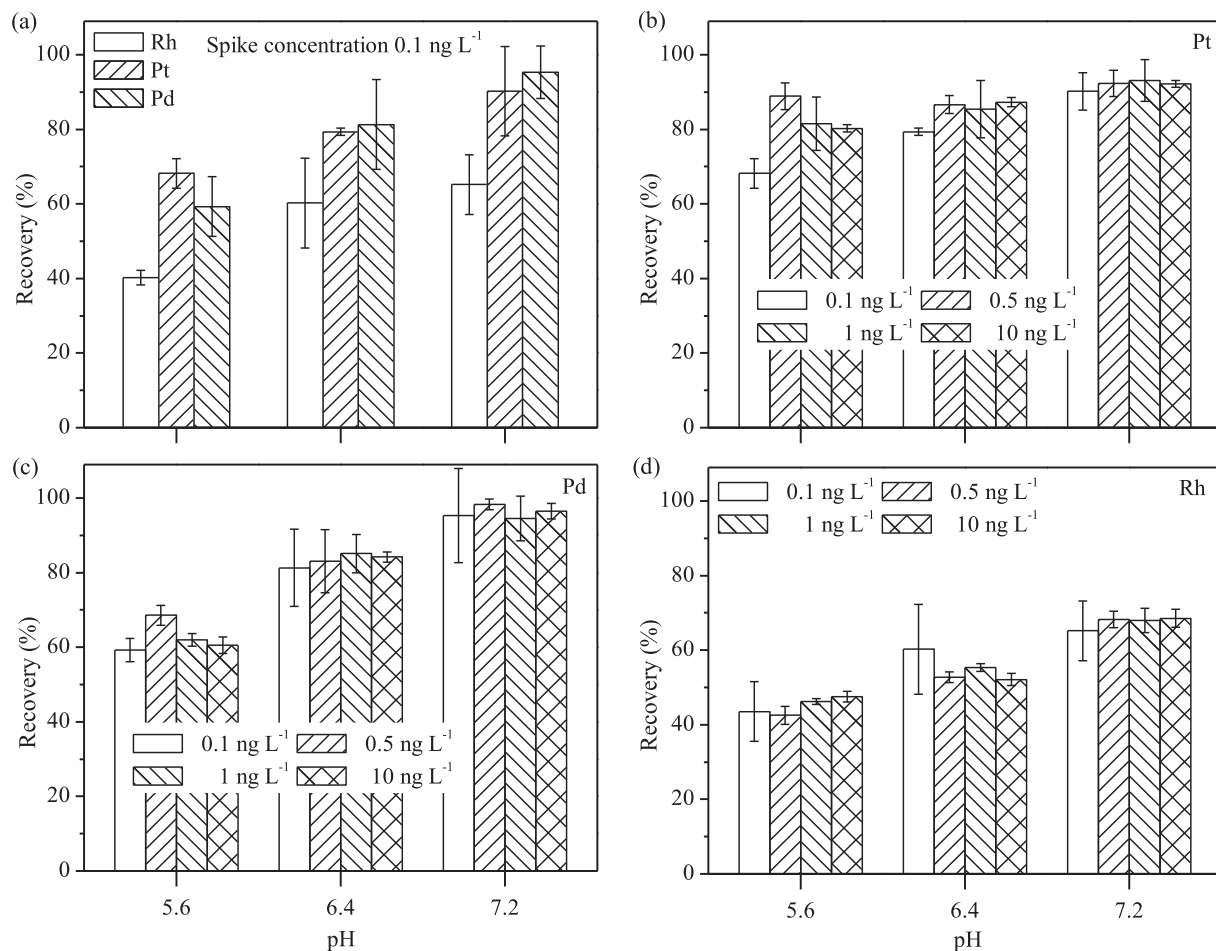 (a)
Rh
Pt
Pd
Spike concentration 0.1 ng L⁻¹
100
80
60
40
20
0
Recovery (%)
(b)
Pt
100
80
60
40
20
0
Recovery (%)
0.1 ng L⁻¹
0.5 ng L⁻¹
1 ng L⁻¹
10 ng L⁻¹
(c)
Pd
100
80
60
40
20
0
Recovery (%)
0.1 ng L⁻¹
0.5 ng L⁻¹
1 ng L⁻¹
10 ng L⁻¹
5.6
6.4
7.2
pH
(d)
Rh
0.1 ng L⁻¹
0.5 ng L⁻¹
1 ng L⁻¹
10 ng L⁻¹
100
80
60
40
20
0
Recovery (%)
5.6
6.4
7.2
pH